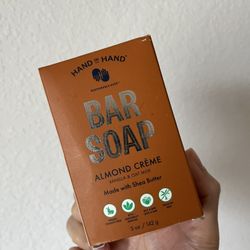 HAND IN HAND
BAR
SOAP
ALMOND CRÈME
VANILLA & OAT MILK
Made with Shea Butter
5 oz / 142 g